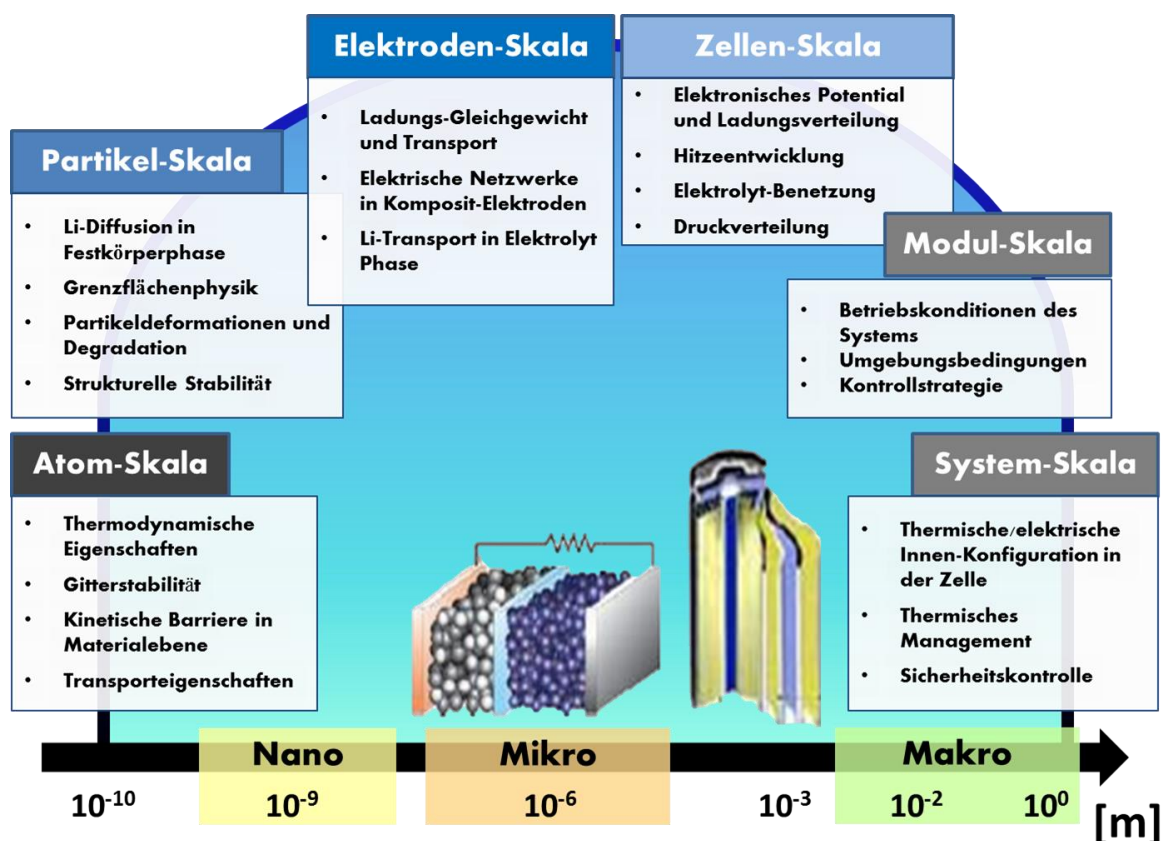 Elektroden-Skala
Ladungs-Gleichgewicht
und Transport
Elektrische Netzwerke
in Komposit-Elektroden
Li-Transport in Elektrolyt
Phase
Zellen-Skala
Elektronisches Potential
und Ladungsverteilung
Hitzeentwicklung
Elektrolyt-Benetzung
Druckverteilung
Partikel-Skala
Li-Diffusion in
Festkörperphase
Grenzflächenphysik
Partikeldeformationen und
Degradation
Strukturelle Stabilität
Modul-Skala
Betriebskonditionen des
Systems
Umgebungsbedingungen
Kontrollstrategie
Atom-Skala
Thermodynamische
Eigenschaften
Gitterstabilität
Kinetische Barriere in
Materialebene
Transporteigenschaften
System-Skala
Thermische/elektrische
Innen-Konfiguration in
der Zelle
Thermisches
Management
Sicherheitskontrolle
Nano Mikro Makro
10⁻¹⁰ 10⁻⁹ 10⁻⁶ 10⁻³ 10⁻² 10⁰ [m]